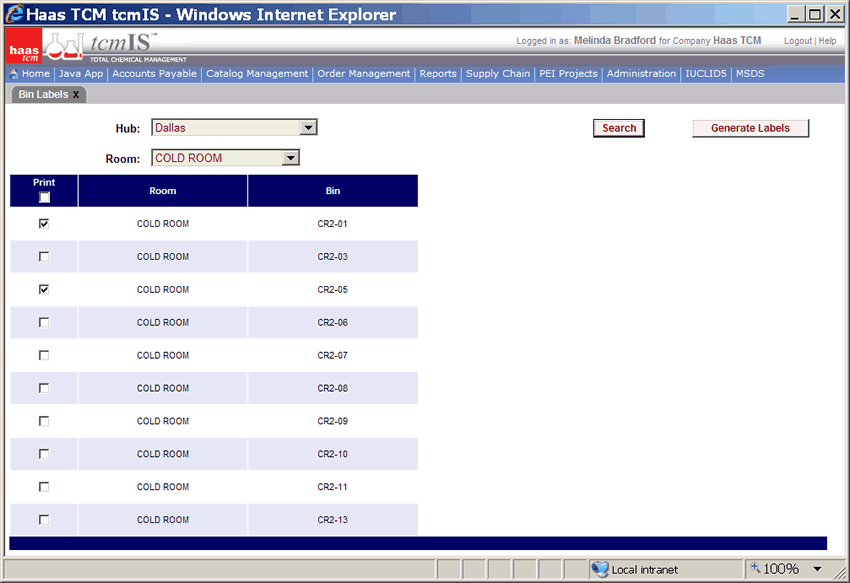 Haas TCM tcmIS - Windows Internet Explorer
haas tcm
tcmIS™
TOTAL CHEMICAL MANAGEMENT
Logged in as: Melinda Bradford for Company Haas TCM Logout | Help
Home | Java App | Accounts Payable | Catalog Management | Order Management | Reports | Supply Chain | PEI Projects | Administration | IUCLID5 | MSDS
Bin Labels x
Hub: Dallas Search Generate Labels
Room: COLD ROOM
Print Room Bin
COLD ROOM CR2-01
COLD ROOM CR2-03
COLD ROOM CR2-05
COLD ROOM CR2-06
COLD ROOM CR2-07
COLD ROOM CR2-08
COLD ROOM CR2-09
COLD ROOM CR2-10
COLD ROOM CR2-11
COLD ROOM CR2-13
Local intranet 100%